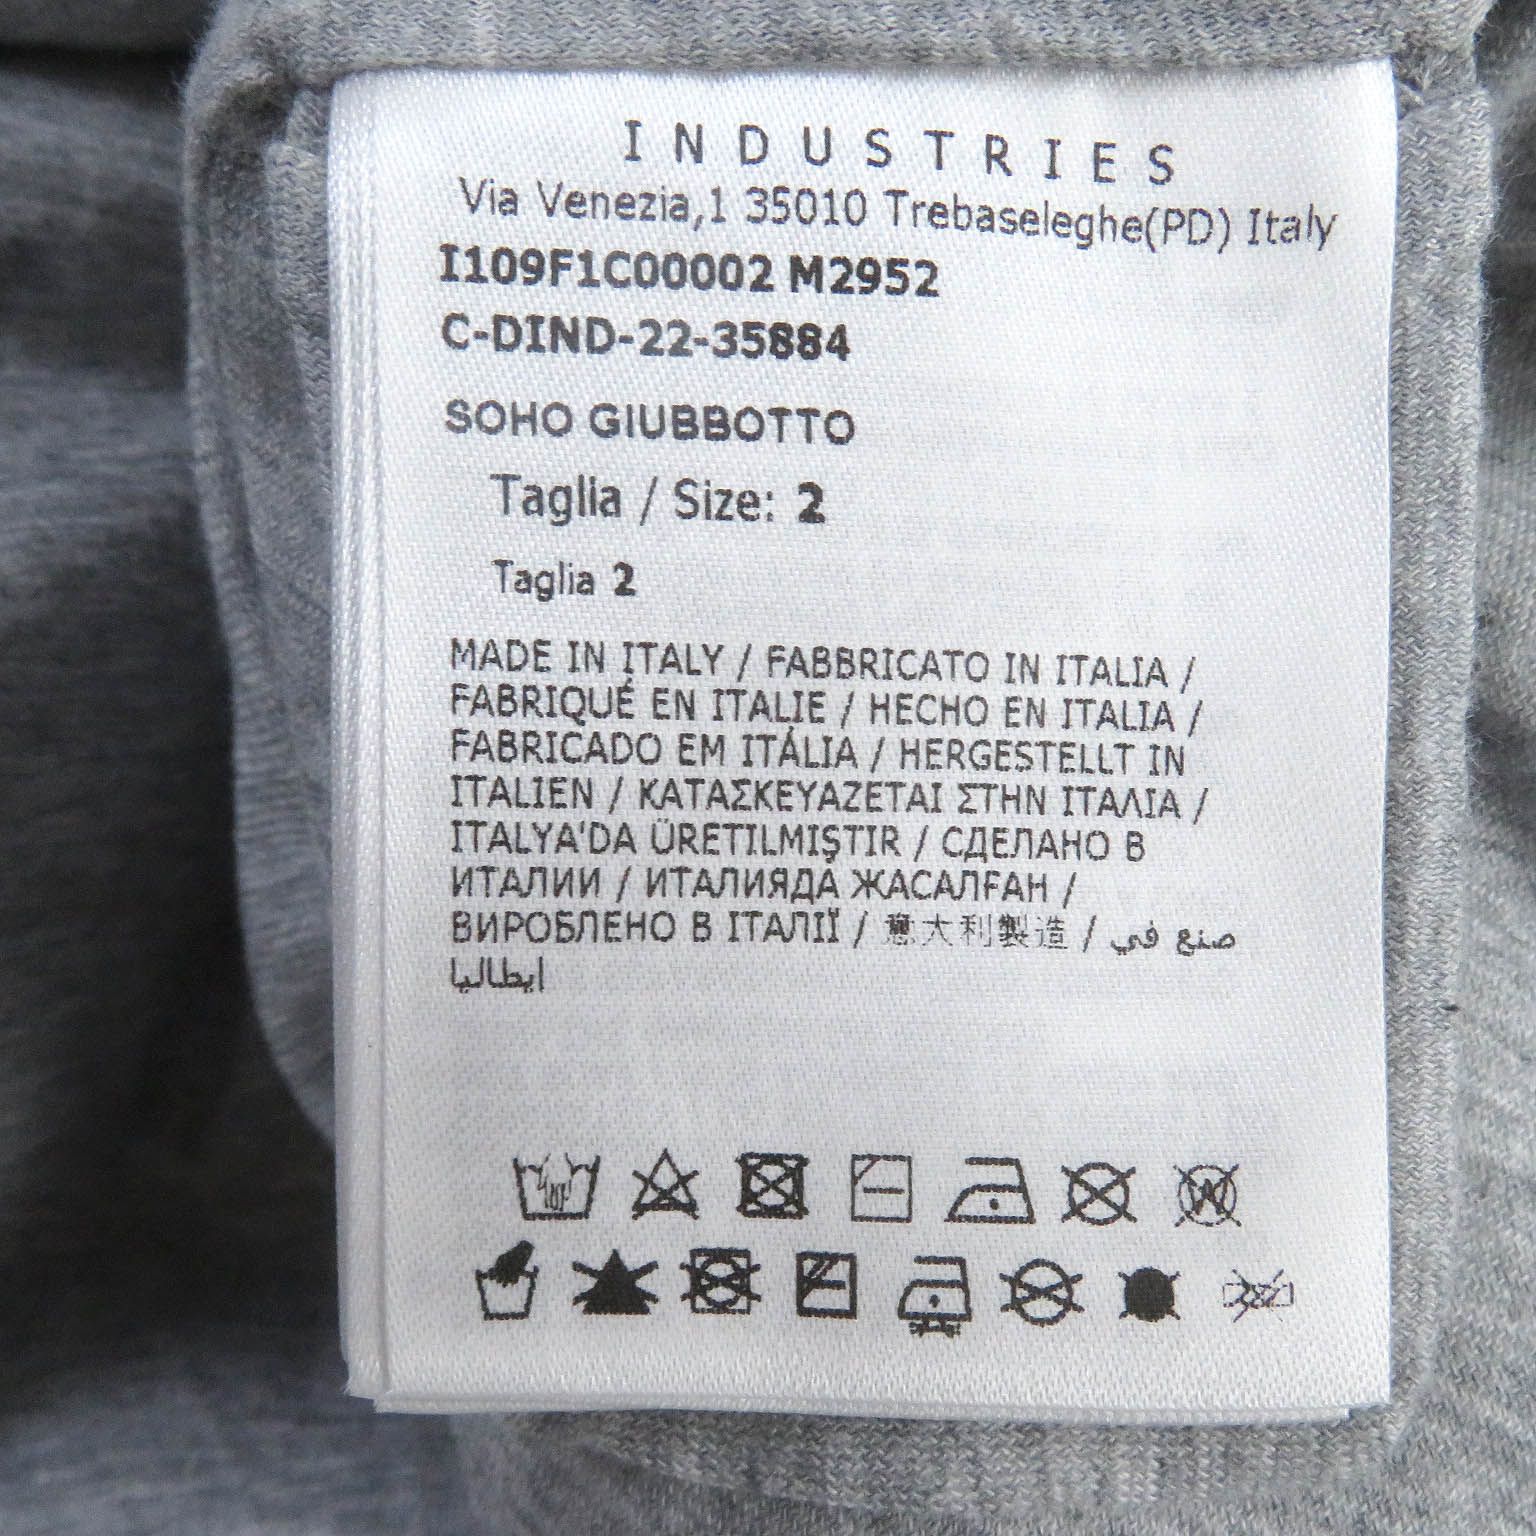 INDUSTRIES
Via Venezia,1 35010 Trebaseleghe(PD) Italy
I109F1C00002 M2952
C-DIND-22-35884
SOHO GIUBBOTTO
Taglia / Size: 2
Taglia 2
MADE IN ITALY / FABBRICATO IN ITALIA /
FABRIQUÉ EN ITALIE / HECHO EN ITALIA /
FABRICADO EM ITÁLIA / HERGESTELLT IN
ITALIEN / ΚΑΤΑΣΚΕΥΑΖΕΤΑΙ ΣΤΗΝ ΙΤΑΛΙΑ /
ITALYA'DA ÜRETILMIŞTIR / СДЕЛАНО В
ИТАЛИИ / ИТАЛИЯДА ЖАСАЛҒАН /
ВИРОБЛЕНО В ІТАЛІЇ / 意大利製造 / صنع في
ايطاليا
W